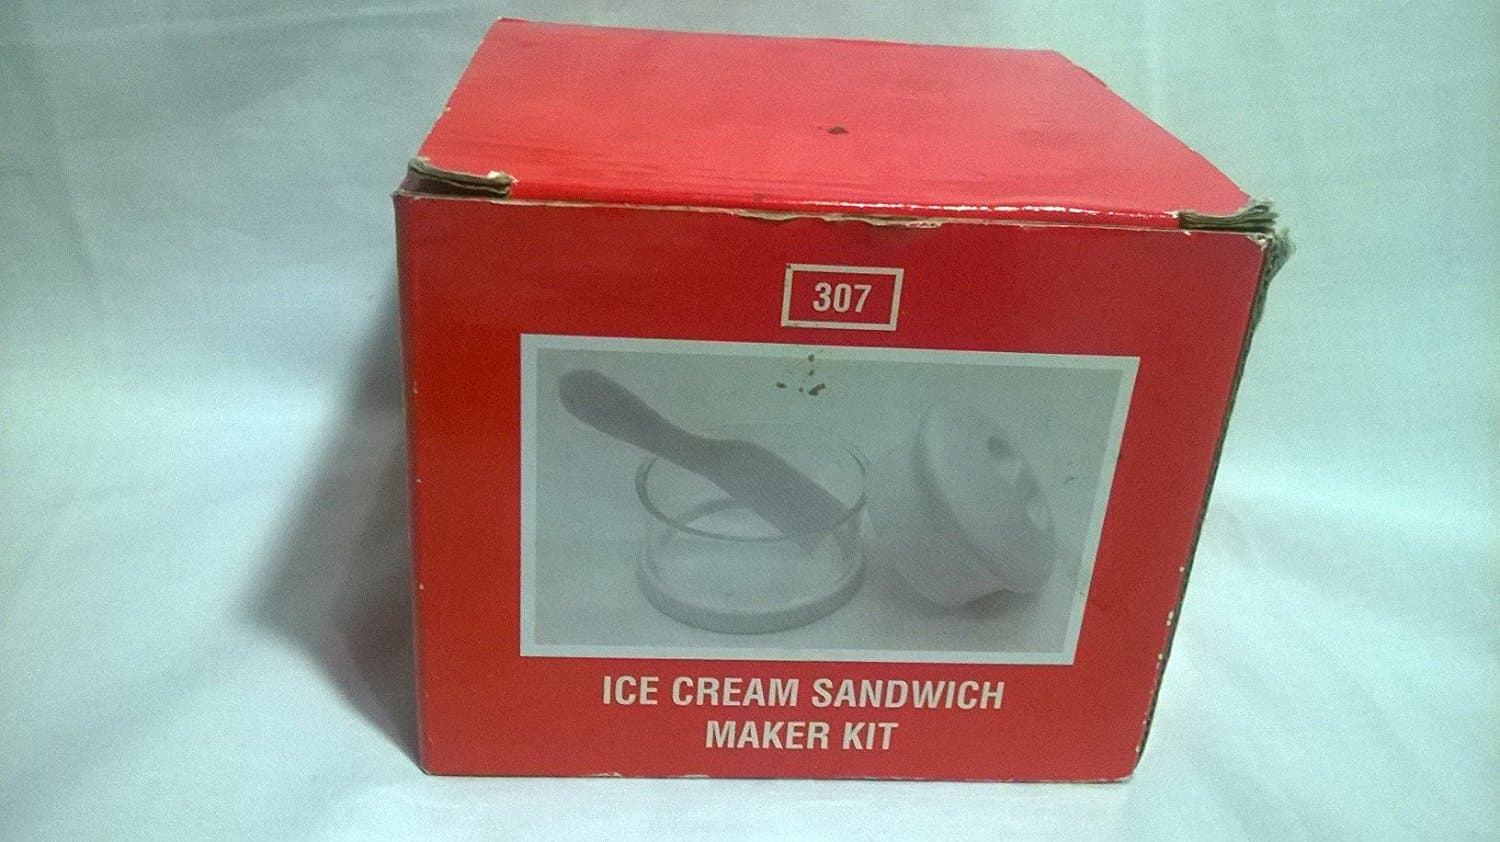 307
ICE CREAM SANDWICH
MAKER KIT